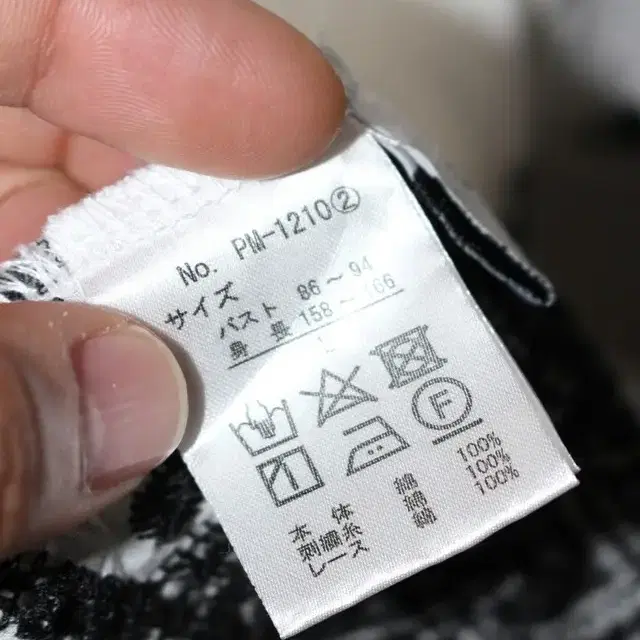 No. PM-1210②
サイズ
バスト 86〜94
身長 158〜166
L
F
本体 綿 100%
刺繍糸 綿 100%
レース 綿 100%